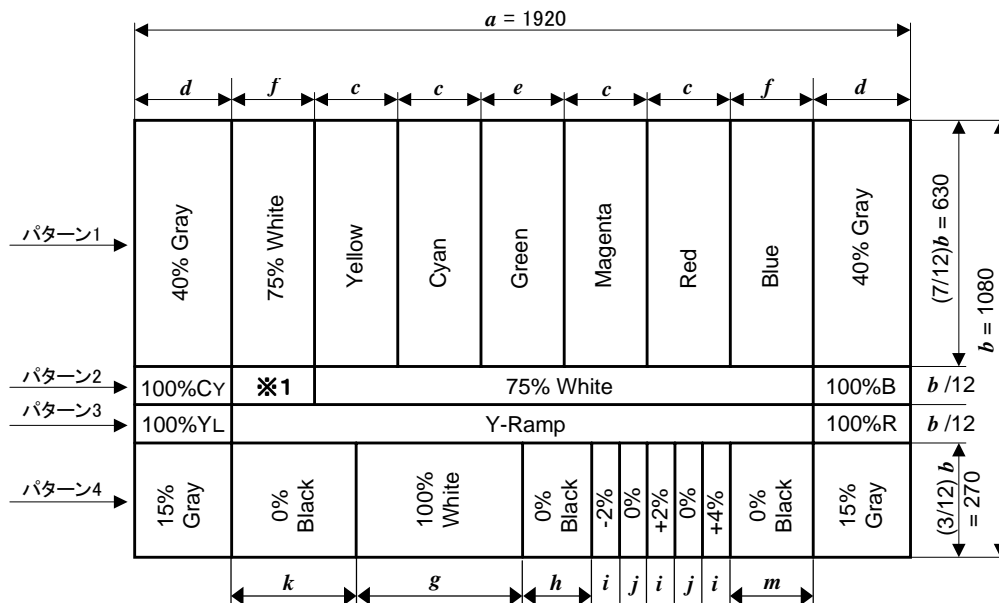 a = 1920
d f c c e c c f d
パターン1
40% Gray
75% White
Yellow
Cyan
Green
Magenta
Red
Blue
40% Gray
(7/12)b = 630
b = 1080
パターン2
100%CY
※1
75% White
100%B
b /12
パターン3
100%YL
Y-Ramp
100%R
b /12
パターン4
15%
Gray
0%
Black
100%
White
0%
Black
-2%
0%
+2%
0%
+4%
0%
Black
15%
Gray
(3/12) b
= 270
k g h i j i j i m